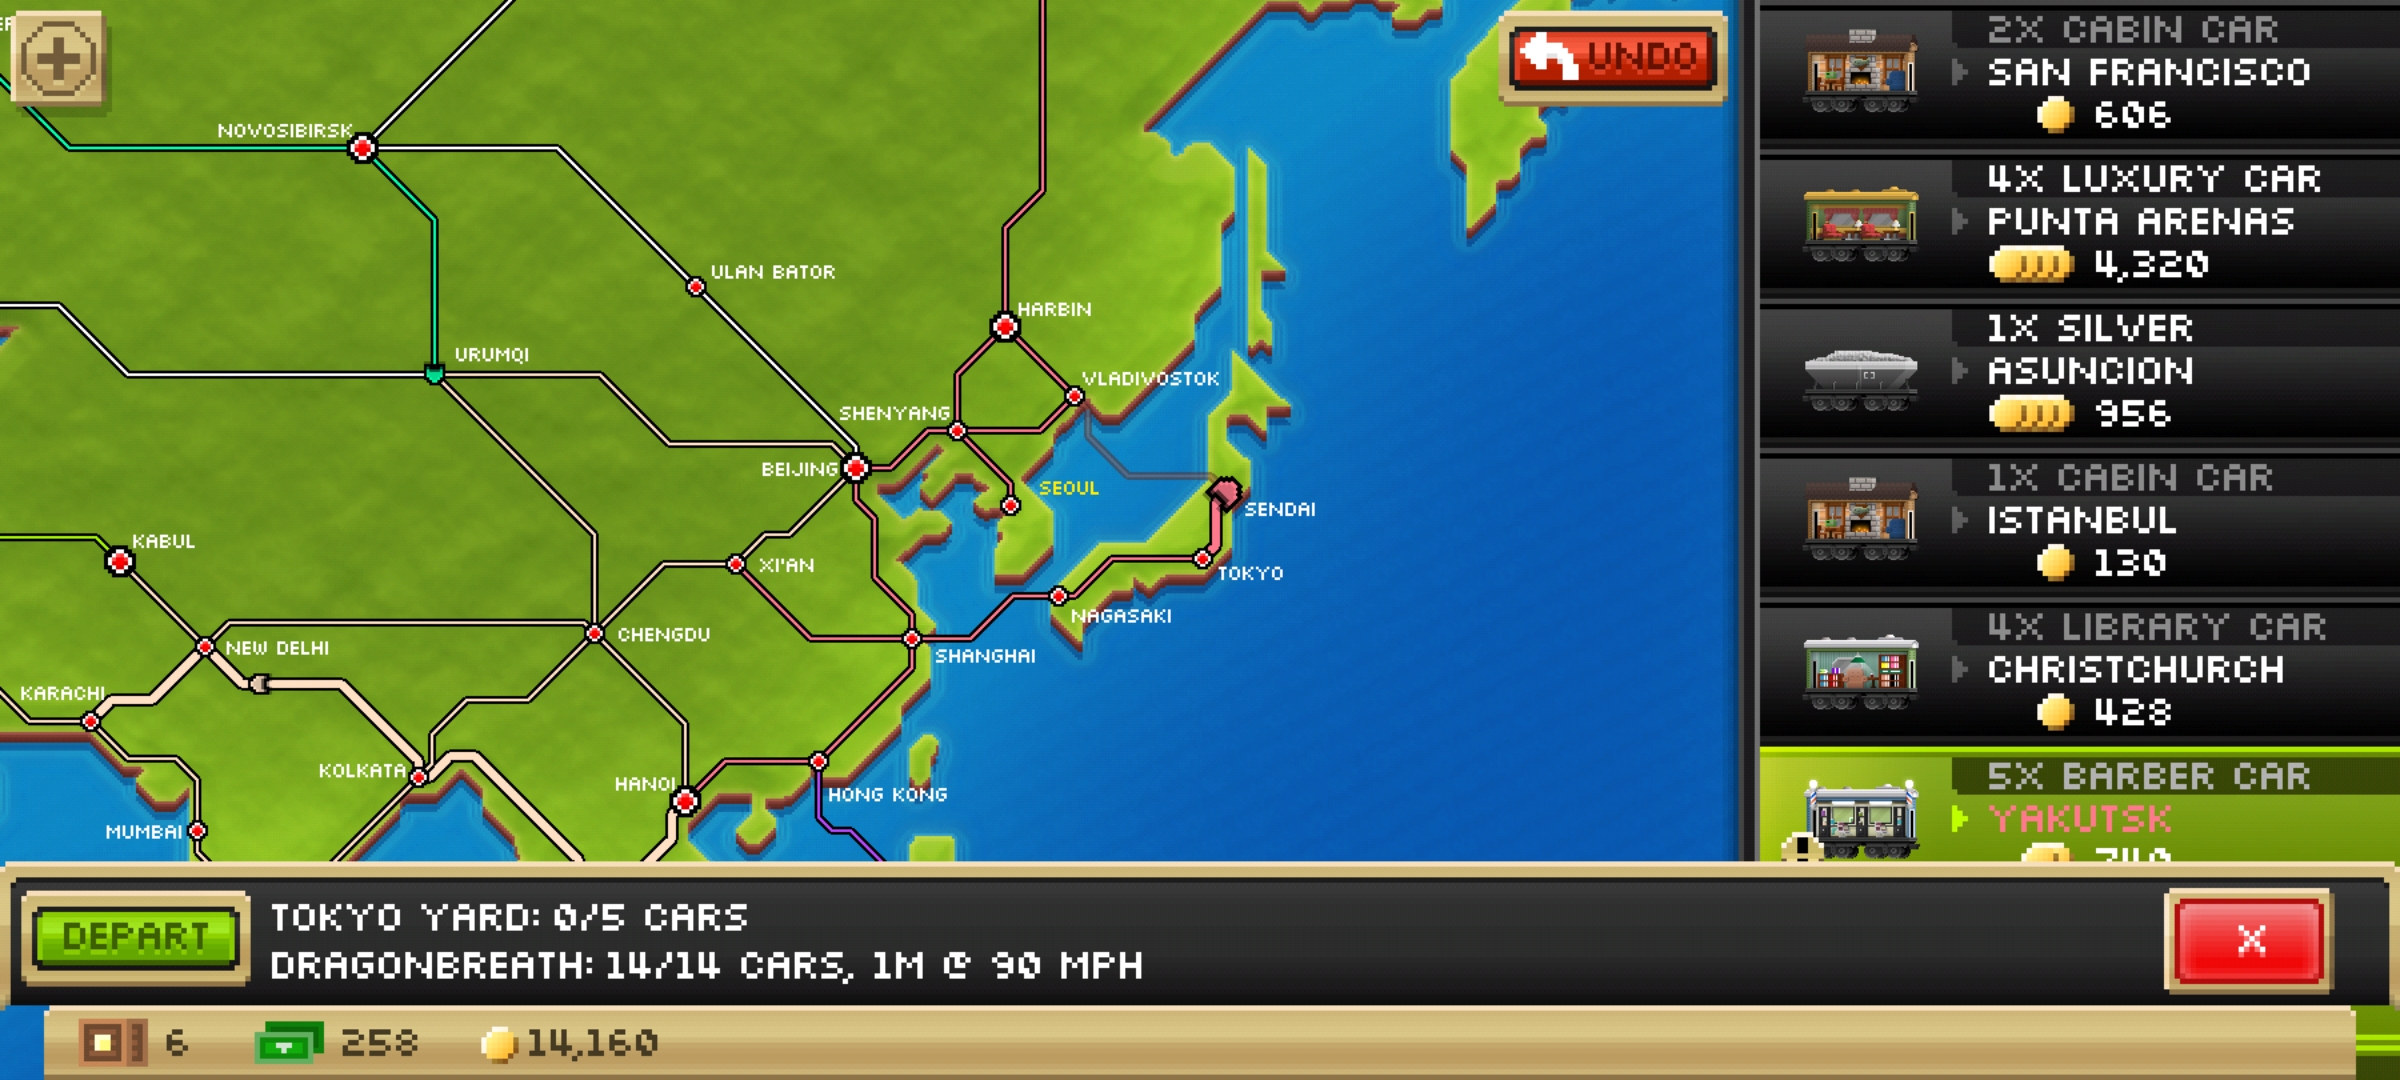 UNDO
NOVOSIBIRSK
ULAN BATOR
HARBIN
URUMQI
VLADIVOSTOK
SHENYANG
BEIJING
SEOUL
SENDAI
KABUL
XI'AN
TOKYO
NAGASAKI
CHENGDU
NEW DELHI
SHANGHAI
KARACHI
KOLKATA
HANOI
HONG KONG
MUMBAI
2X CABIN CAR
SAN FRANCISCO
606
4X LUXURY CAR
PUNTA ARENAS
4,320
1X SILVER
ASUNCION
956
1X CABIN CAR
ISTANBUL
130
4X LIBRARY CAR
CHRISTCHURCH
428
5X BARBER CAR
YAKUTSK
DEPART
TOKYO YARD: 0/5 CARS
DRAGONBREATH: 14/14 CARS, 1M @ 90 MPH
X
6
258
14,160